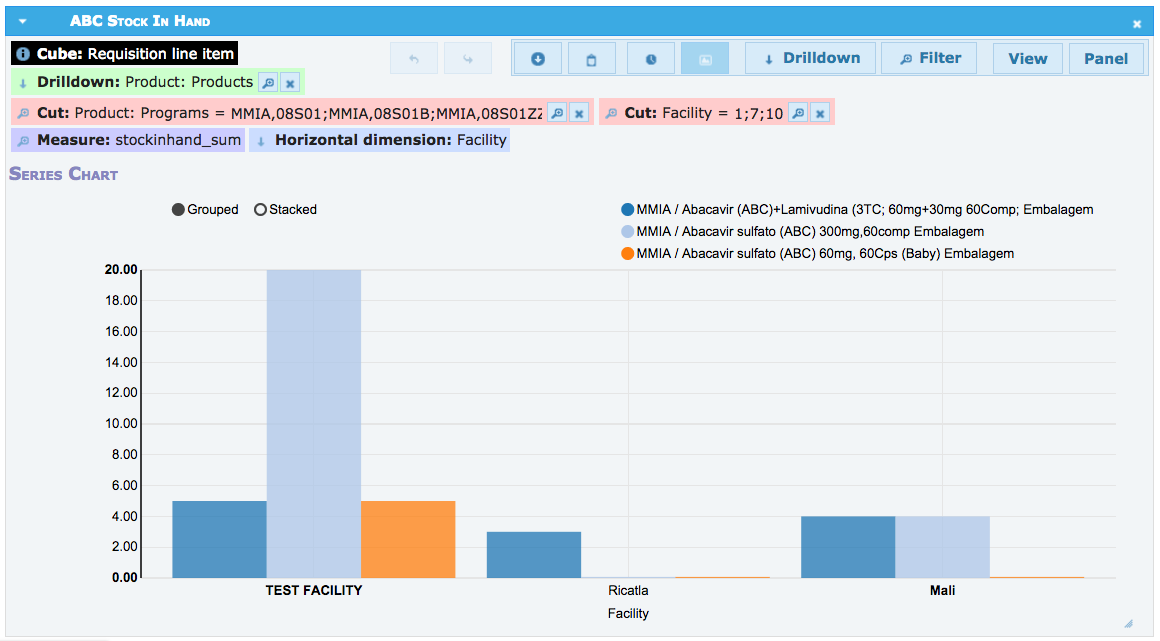 ABC Stock In Hand
Cube: Requisition line item
Drilldown Filter View Panel
Drilldown: Product: Products
Cut: Product: Programs = MMIA,08S01;MMIA,08S01B;MMIA,08S01Z2 Cut: Facility = 1;7;10
Measure: stockinhand_sum Horizontal dimension: Facility
Series Chart
Grouped Stacked
MMIA / Abacavir (ABC)+Lamivudina (3TC; 60mg+30mg 60Comp; Embalagem
MMIA / Abacavir sulfato (ABC) 300mg,60comp Embalagem
MMIA / Abacavir sulfato (ABC) 60mg, 60Cps (Baby) Embalagem
20.00
18.00
16.00
14.00
12.00
10.00
8.00
6.00
4.00
2.00
0.00
TEST FACILITY Ricatla Mali
Facility